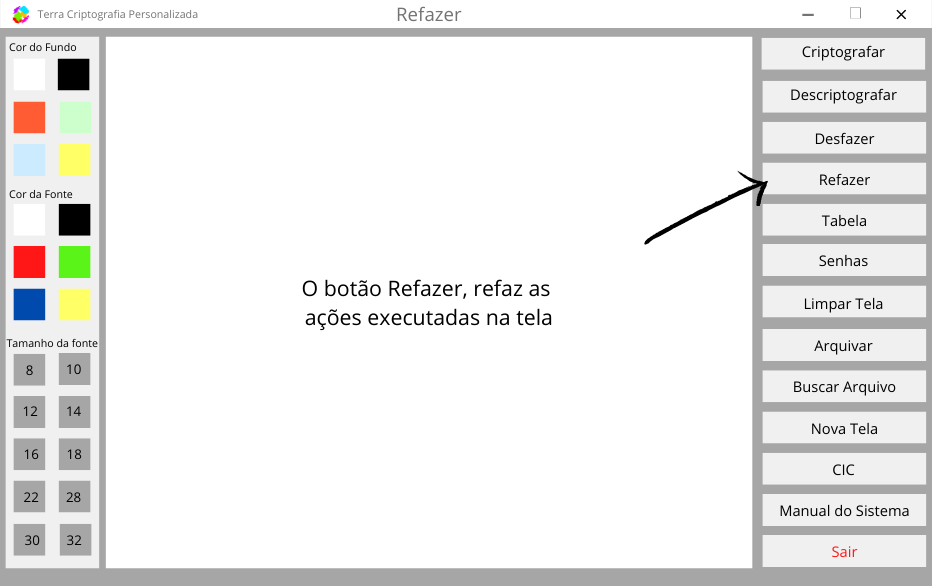 Terra Criptografia Personalizada
Refazer
Cor do Fundo
Cor da Fonte
Tamanho da fonte
8 10
12 14
16 18
22 28
30 32
O botão Refazer, refaz as
ações executadas na tela
Criptografar
Descriptografar
Desfazer
Refazer
Tabela
Senhas
Limpar Tela
Arquivar
Buscar Arquivo
Nova Tela
CIC
Manual do Sistema
Sair